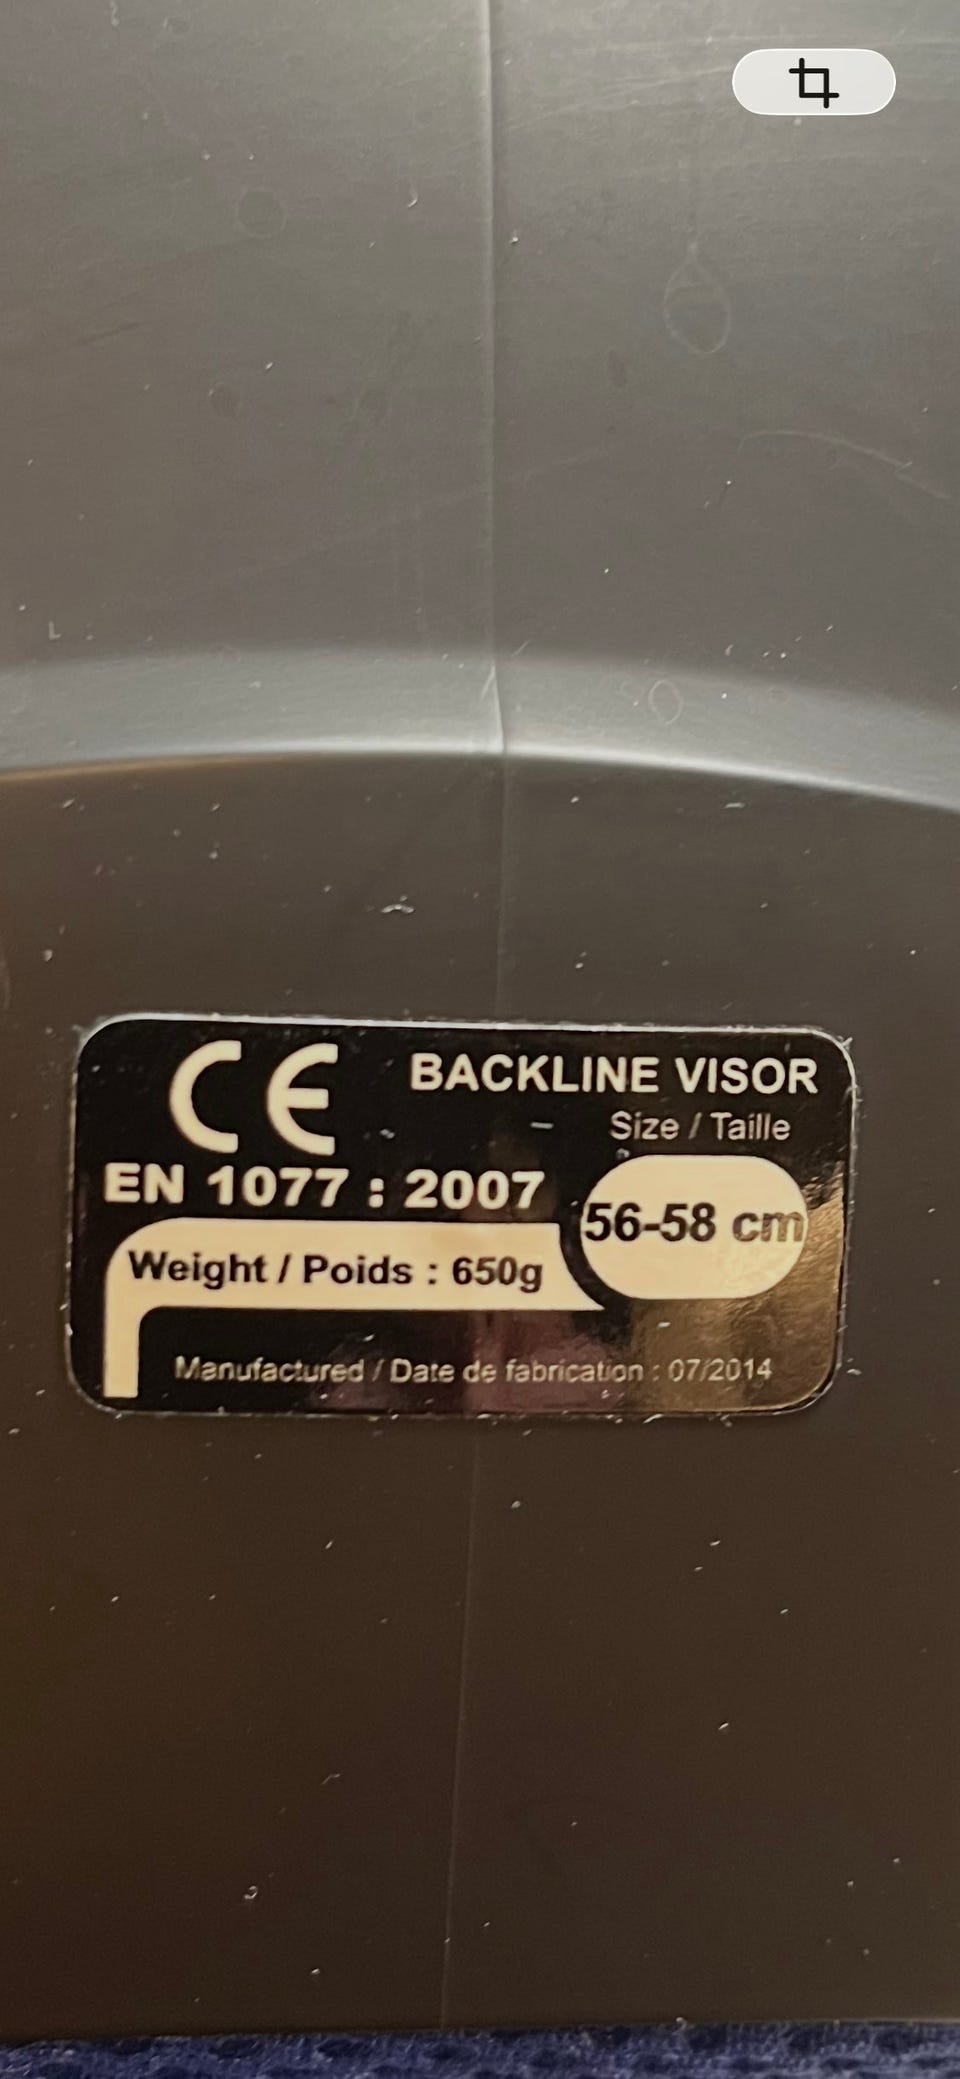 CE
BACKLINE VISOR
Size / Taille
EN 1077 : 2007
56-58 cm
Weight / Poids : 650g
Manufactured / Date de fabrication : 07/2014